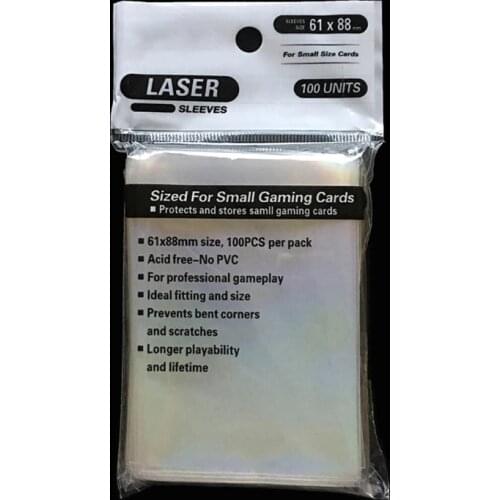 SLEEVES SIZE 61 x 88 mm
For Small Size Cards
LASER
SLEEVES
100 UNITS
Sized For Small Gaming Cards
▪ Protects and stores samll gaming cards
▪ 61x88mm size, 100PCS per pack
▪ Acid free-No PVC
▪ For professional gameplay
▪ Ideal fitting and size
▪ Prevents bent corners
and scratches
▪ Longer playability
and lifetime